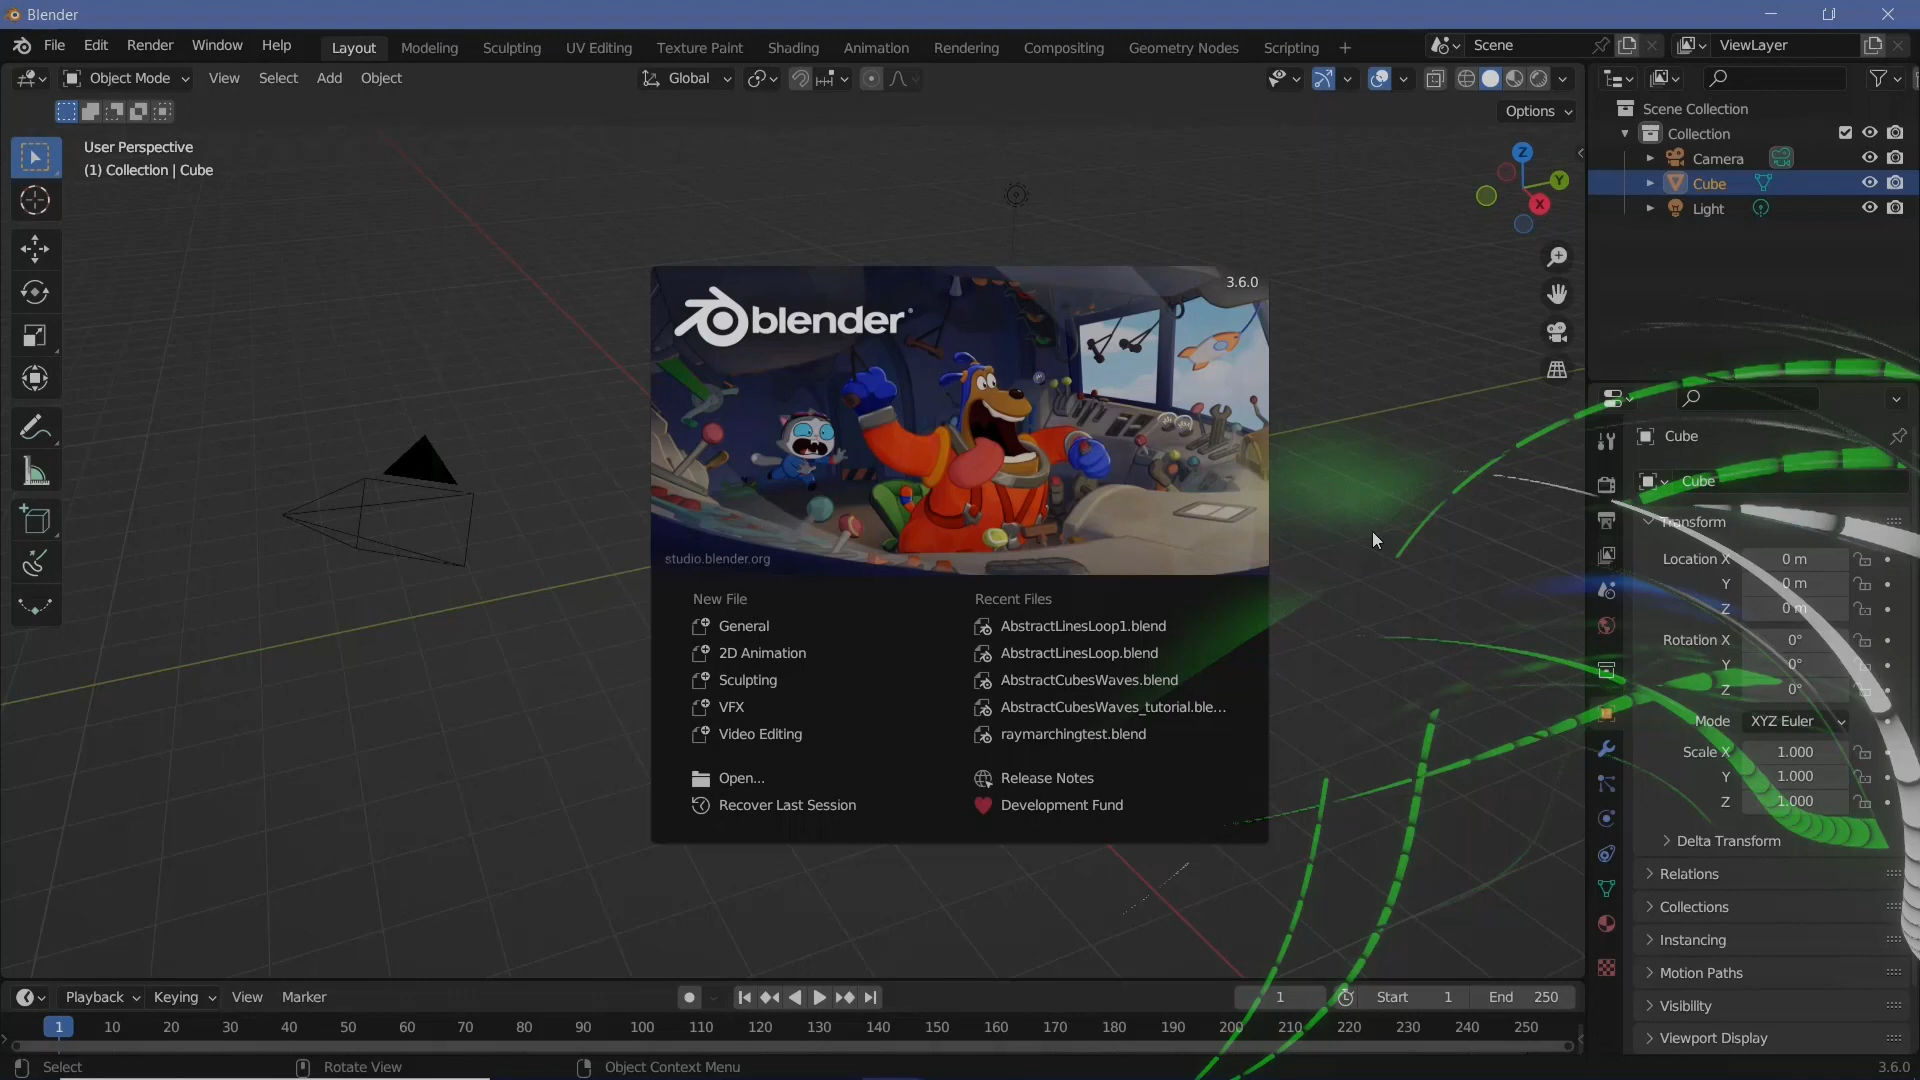 Blender
File Edit Render Window Help
Layout Modeling Sculpting UV Editing Texture Paint Shading Animation Rendering Compositing Geometry Nodes Scripting +
Scene
ViewLayer
Object Mode View Select Add Object
Global
Options
User Perspective
(1) Collection | Cube
Z
Y
X
Scene Collection
Collection
Camera
Cube
Light
3.6.0
blender
studio.blender.org
New File
General
2D Animation
Sculpting
VFX
Video Editing
Open...
Recover Last Session
Recent Files
AbstractLinesLoop1.blend
AbstractLinesLoop.blend
AbstractCubesWaves.blend
AbstractCubesWaves_tutorial.ble...
raymarchingtest.blend
Release Notes
Development Fund
Cube
Cube
Transform
Location X 0 m
Y 0 m
Z 0 m
Rotation X 0°
Y 0°
Z 0°
Mode XYZ Euler
Scale X 1.000
Y 1.000
Z 1.000
Delta Transform
Relations
Collections
Instancing
Motion Paths
Visibility
Viewport Display
Playback Keying View Marker
1 Start 1 End 250
1 10 20 30 40 50 60 70 80 90 100 110 120 130 140 150 160 170 180 190 200 210 220 230 240 250
Select Rotate View Object Context Menu
3.6.0